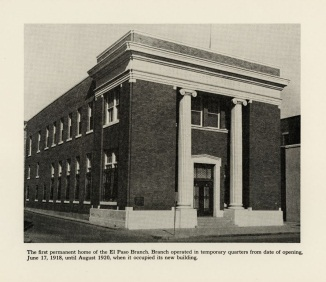 The first permanent home of the El Paso Branch. Branch operated in temporary quarters from date of opening,
June 17, 1918, until August 1920, when it occupied its new building.